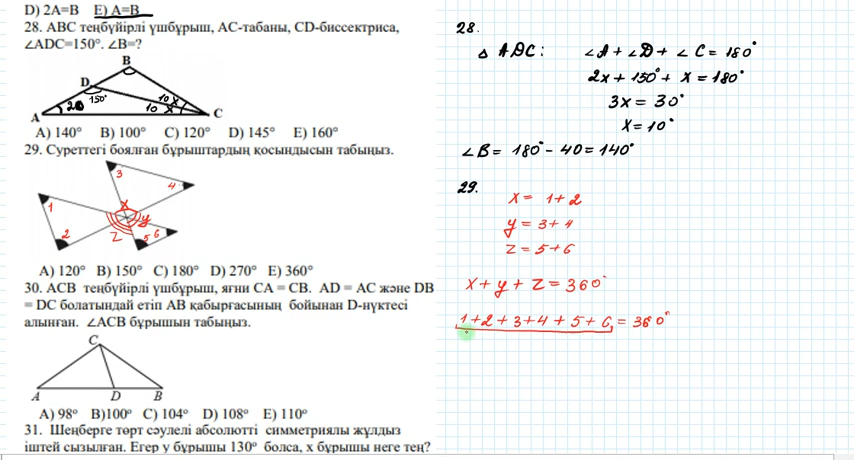 D) 2A=B E) A=B
28. ABC теңбүйірлі үшбұрыш, AC-табаны, CD-биссектриса,
∠ADC=150°. ∠B=?
B
D
150°
20
10 x
10 x
A
C
A) 140° B) 100° C) 120° D) 145° E) 160°
29. Суреттегі боялған бұрыштардың қосындысын табыңыз.
3
4
1
x
y
2
z
5 6
A) 120° B) 150° C) 180° D) 270° E) 360°
30. ACB теңбүйірлі үшбұрыш, яғни CA = CB. AD = AC және DB
= DC болатындай етіп AB қабырғасының бойынан D-нүктесі
алынған. ∠ACB бұрышын табыңыз.
C
A D B
A) 98° B)100° C) 104° D) 108° E) 110°
31. Шеңберге төрт сәулелі абсолютті симметриялы жұлдыз
іштей сызылған. Егер у бұрышы 130° болса, х бұрышы неге тең?
28.
△ ADC: ∠A + ∠D + ∠C = 180°
2x + 150° + x = 180°
3x = 30°
x = 10°
∠B = 180° - 40 = 140°
29.
x = 1 + 2
y = 3 + 4
z = 5 + 6
x + y + z = 360°
1 + 2 + 3 + 4 + 5 + 6 = 360°